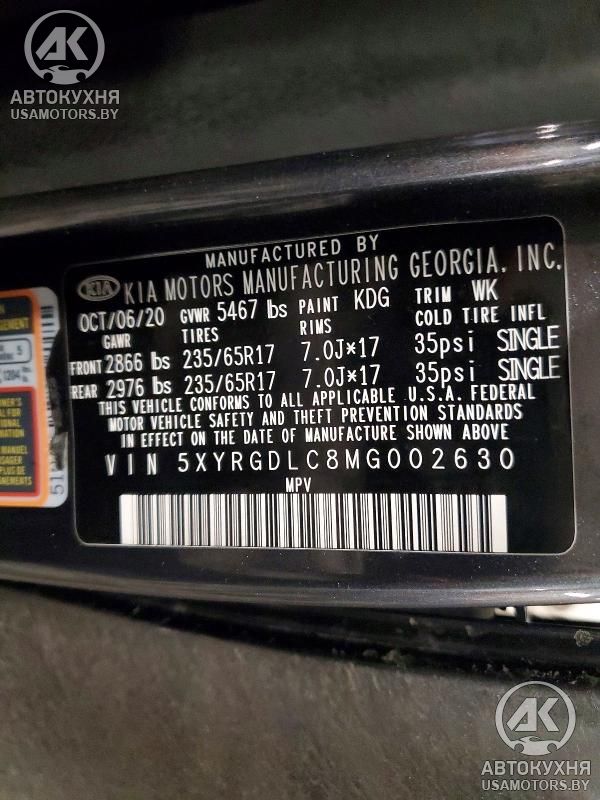 AK
АВТОКУХНЯ
USAMOTORS.BY
MANUFACTURED BY
KIA KIA MOTORS MANUFACTURING GEORGIA, INC.
OCT/06/20 GVWR 5467 lbs PAINT KDG TRIM WK
GAWR TIRES RIMS COLD TIRE INFL
FRONT 2866 lbs 235/65R17 7.0J×17 35psi SINGLE
REAR 2976 lbs 235/65R17 7.0J×17 35psi SINGLE
THIS VEHICLE CONFORMS TO ALL APPLICABLE U.S.A. FEDERAL
MOTOR VEHICLE SAFETY AND THEFT PREVENTION STANDARDS
IN EFFECT ON THE DATE OF MANUFACTURE SHOWN ABOVE
VIN 5XYRGDLC8MG002630
MPV
AK
АВТОКУХНЯ
USAMOTORS.BY